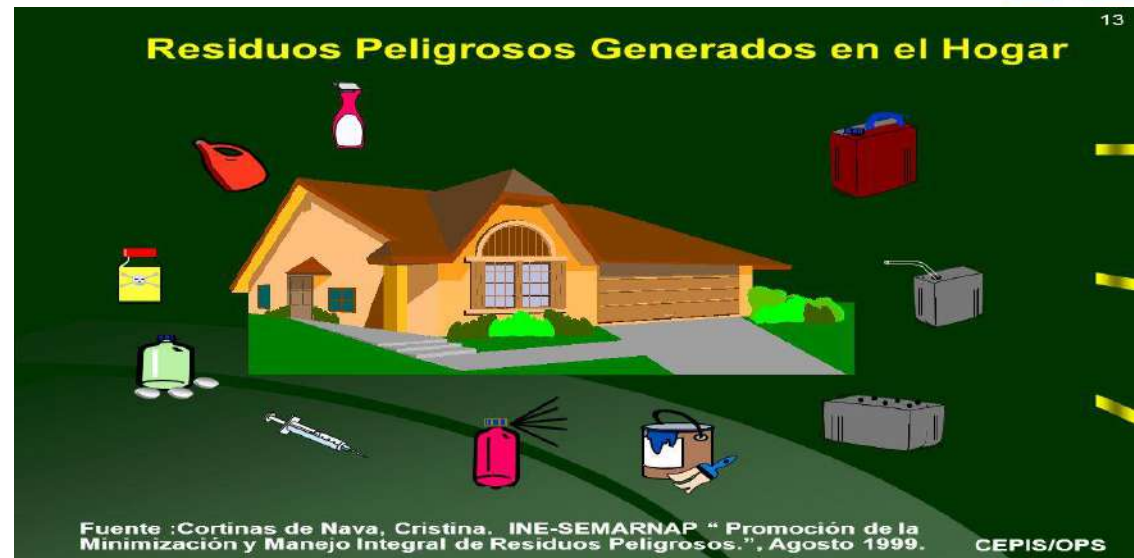 13
Residuos Peligrosos Generados en el Hogar
Fuente :Cortinas de Nava, Cristina. INE-SEMARNAP “ Promoción de la
Minimización y Manejo Integral de Residuos Peligrosos.”, Agosto 1999. CEPIS/OPS